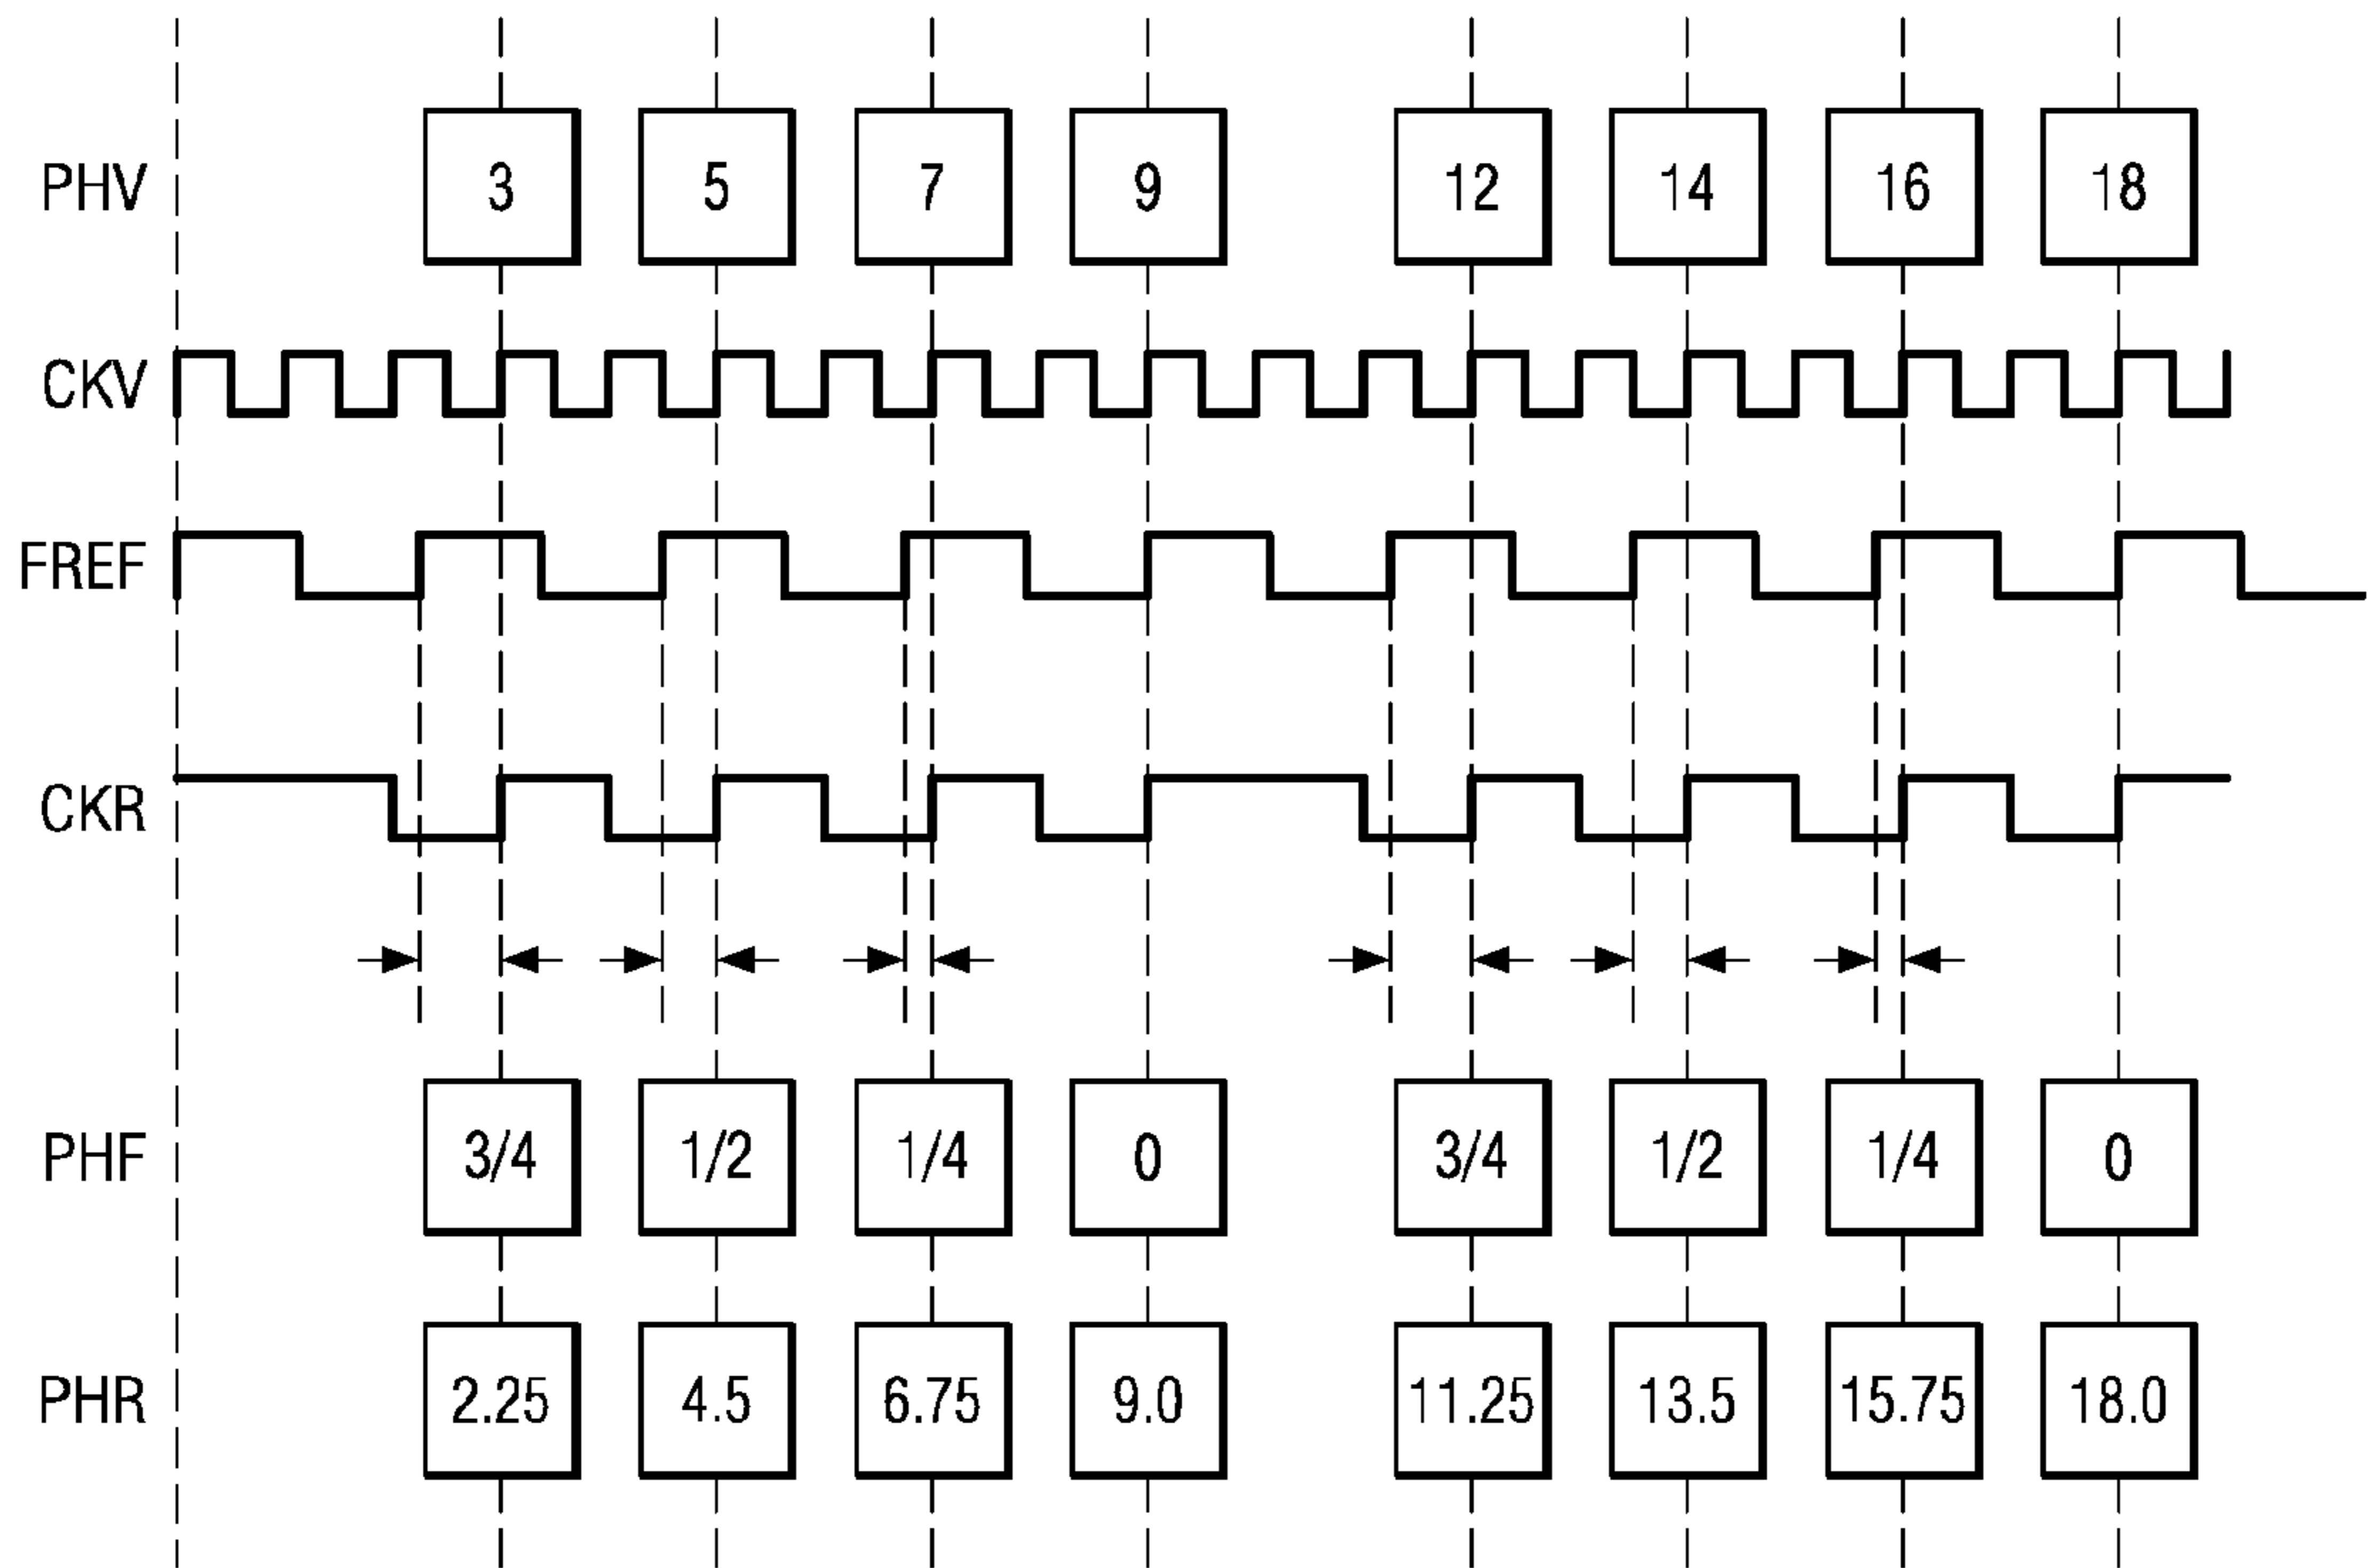 PHV 3 5 7 9 12 14 16 18
CKV
FREF
CKR
PHF 3/4 1/2 1/4 0 3/4 1/2 1/4 0
PHR 2.25 4.5 6.75 9.0 11.25 13.5 15.75 18.0